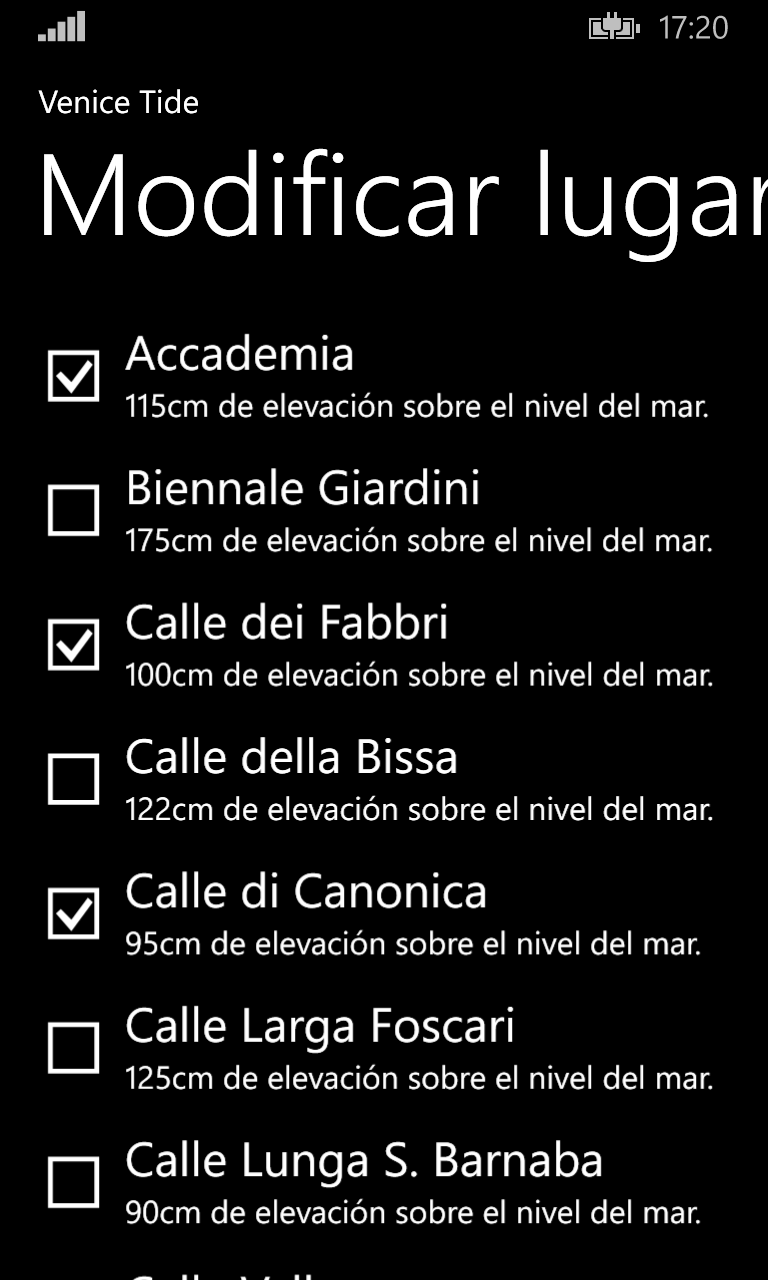 17:20
Venice Tide
Modificar lugar
Accademia
115cm de elevación sobre el nivel del mar.
Biennale Giardini
175cm de elevación sobre el nivel del mar.
Calle dei Fabbri
100cm de elevación sobre el nivel del mar.
Calle della Bissa
122cm de elevación sobre el nivel del mar.
Calle di Canonica
95cm de elevación sobre el nivel del mar.
Calle Larga Foscari
125cm de elevación sobre el nivel del mar.
Calle Lunga S. Barnaba
90cm de elevación sobre el nivel del mar.